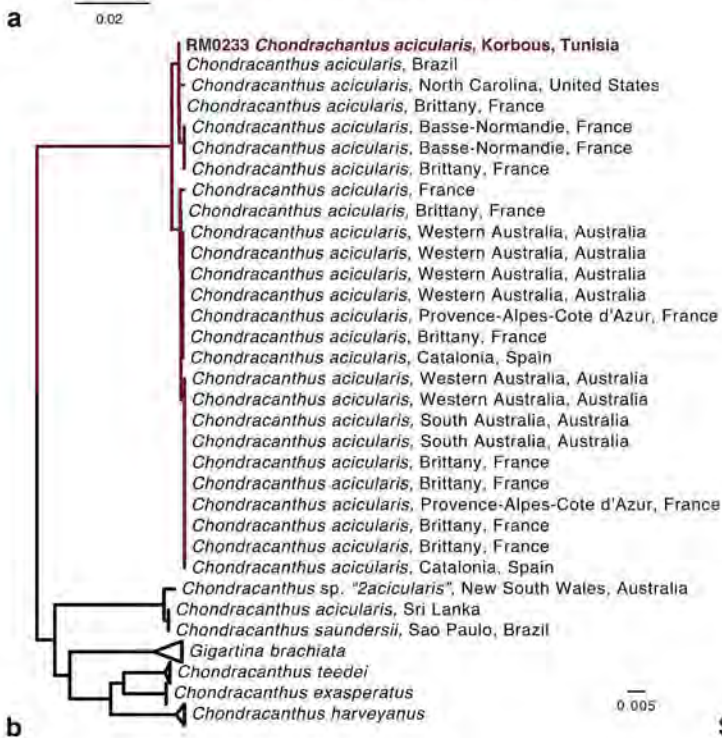 0.02
a
RM0233 Chondrachantus acicularis, Korbous, Tunisia
Chondracanthus acicularis, Brazil
Chondracanthus acicularis, North Carolina, United States
Chondracanthus acicularis, Brittany, France
Chondracanthus acicularis, Basse-Normandie, France
Chondracanthus acicularis, Basse-Normandie, France
Chondracanthus acicularis, Brittany, France
Chondracanthus acicularis, France
Chondracanthus acicularis, Brittany, France
Chondracanthus acicularis, Western Australia, Australia
Chondracanthus acicularis, Western Australia, Australia
Chondracanthus acicularis, Western Australia, Australia
Chondracanthus acicularis, Western Australia, Australia
Chondracanthus acicularis, Provence-Alpes-Cote d'Azur, France
Chondracanthus acicularis, Brittany, France
Chondracanthus acicularis, Catalonia, Spain
Chondracanthus acicularis, Western Australia, Australia
Chondracanthus acicularis, Western Australia, Australia
Chondracanthus acicularis, South Australia, Australia
Chondracanthus acicularis, South Australia, Australia
Chondracanthus acicularis, Brittany, France
Chondracanthus acicularis, Brittany, France
Chondracanthus acicularis, Provence-Alpes-Cote d'Azur, France
Chondracanthus acicularis, Brittany, France
Chondracanthus acicularis, Brittany, France
Chondracanthus acicularis, Catalonia, Spain
Chondracanthus sp. "2acicularis", New South Wales, Australia
Chondracanthus acicularis, Sri Lanka
Chondracanthus saundersii, Sao Paulo, Brazil
Gigartina brachiata
Chondracanthus teedei
Chondracanthus exasperatus
0.005
Chondracanthus harveyanus
b